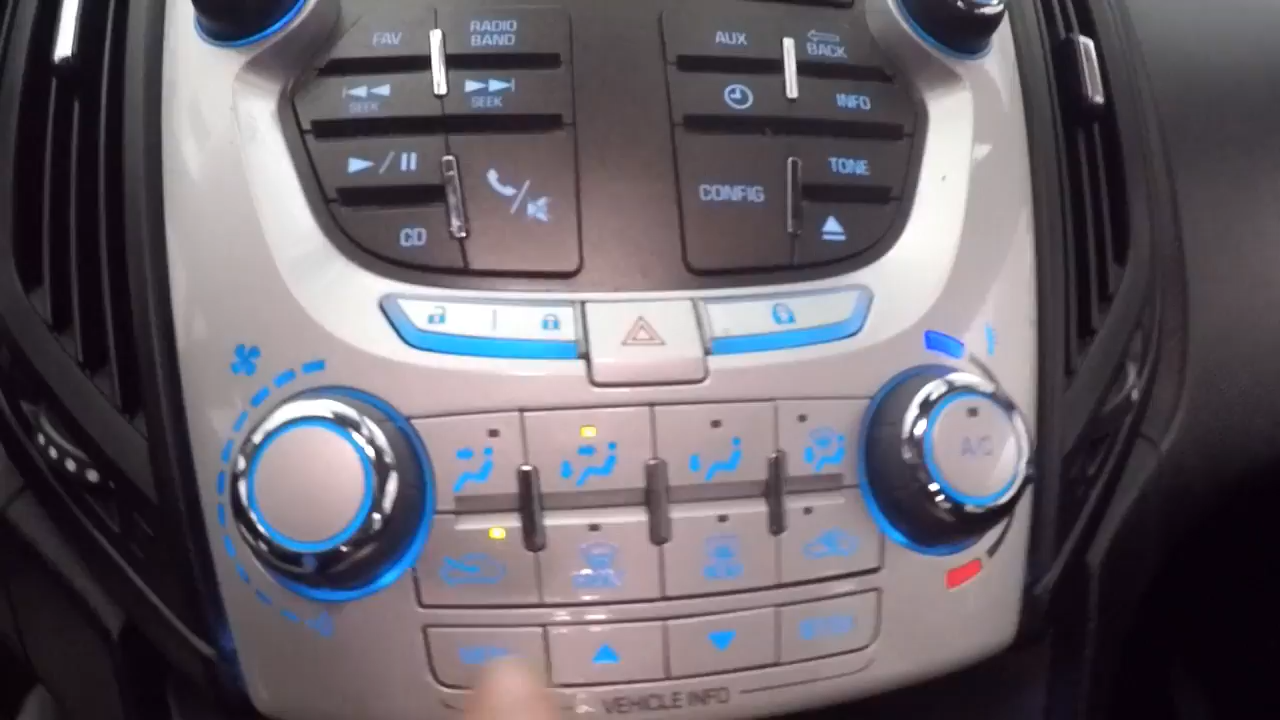 FAV
RADIO
BAND
AUX
BACK
SEEK
SEEK
INFO
TONE
CONFIG
CD
A/C
VEHICLE INFO